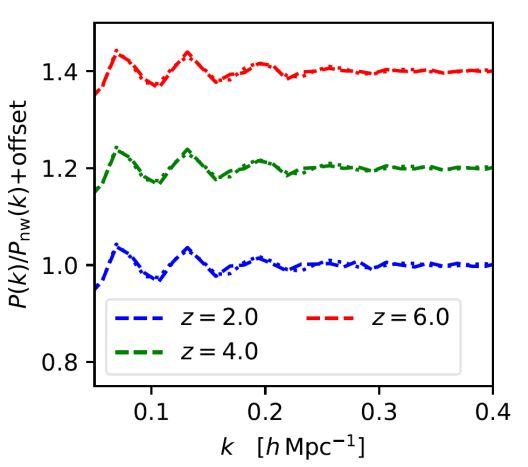 1.4
1.2
1.0
0.8
P(k)/P_nw(k)+offset
z = 2.0
z = 4.0
z = 6.0
0.1 0.2 0.3 0.4
k [h Mpc⁻¹]